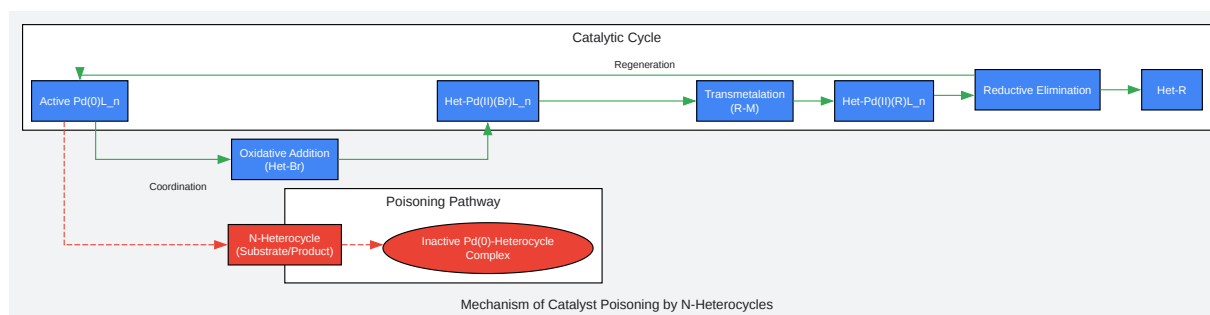 Catalytic Cycle
Regeneration
Active Pd(0)L_n
Het-Pd(II)(Br)L_n
Transmetalation
(R-M)
Het-Pd(II)(R)L_n
Reductive Elimination
Het-R
Oxidative Addition
(Het-Br)
Coordination
Poisoning Pathway
N-Heterocycle
(Substrate/Product)
Inactive Pd(0)-Heterocycle
Complex
Mechanism of Catalyst Poisoning by N-Heterocycles